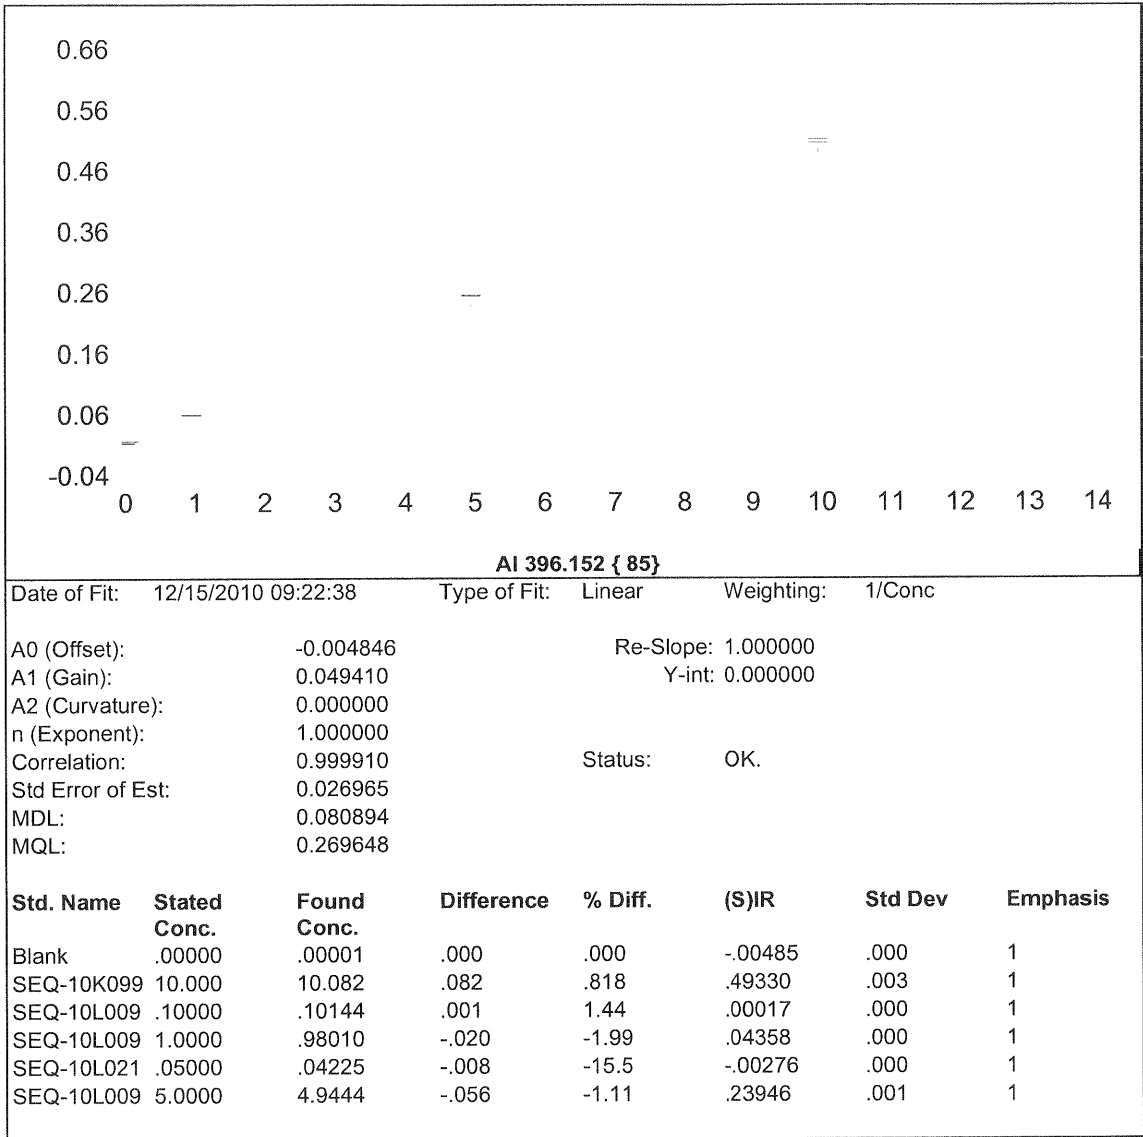 0.66
0.56
0.46
0.36
0.26
0.16
0.06
-0.04
0 1 2 3 4 5 6 7 8 9 10 11 12 13 14
Al 396.152 { 85}
Date of Fit: 12/15/2010 09:22:38 Type of Fit: Linear Weighting: 1/Conc
A0 (Offset): -0.004846 Re-Slope: 1.000000
A1 (Gain): 0.049410 Y-int: 0.000000
A2 (Curvature): 0.000000
n (Exponent): 1.000000
Correlation: 0.999910 Status: OK.
Std Error of Est: 0.026965
MDL: 0.080894
MQL: 0.269648
Std. Name Stated Found Difference % Diff. (S)IR Std Dev Emphasis
Conc. Conc.
Blank .00000 .00001 .000 .000 -.00485 .000 1
SEQ-10K099 10.000 10.082 .082 .818 .49330 .003 1
SEQ-10L009 .10000 .10144 .001 1.44 .00017 .000 1
SEQ-10L009 1.0000 .98010 -.020 -1.99 .04358 .000 1
SEQ-10L021 .05000 .04225 -.008 -15.5 -.00276 .000 1
SEQ-10L009 5.0000 4.9444 -.056 -1.11 .23946 .001 1